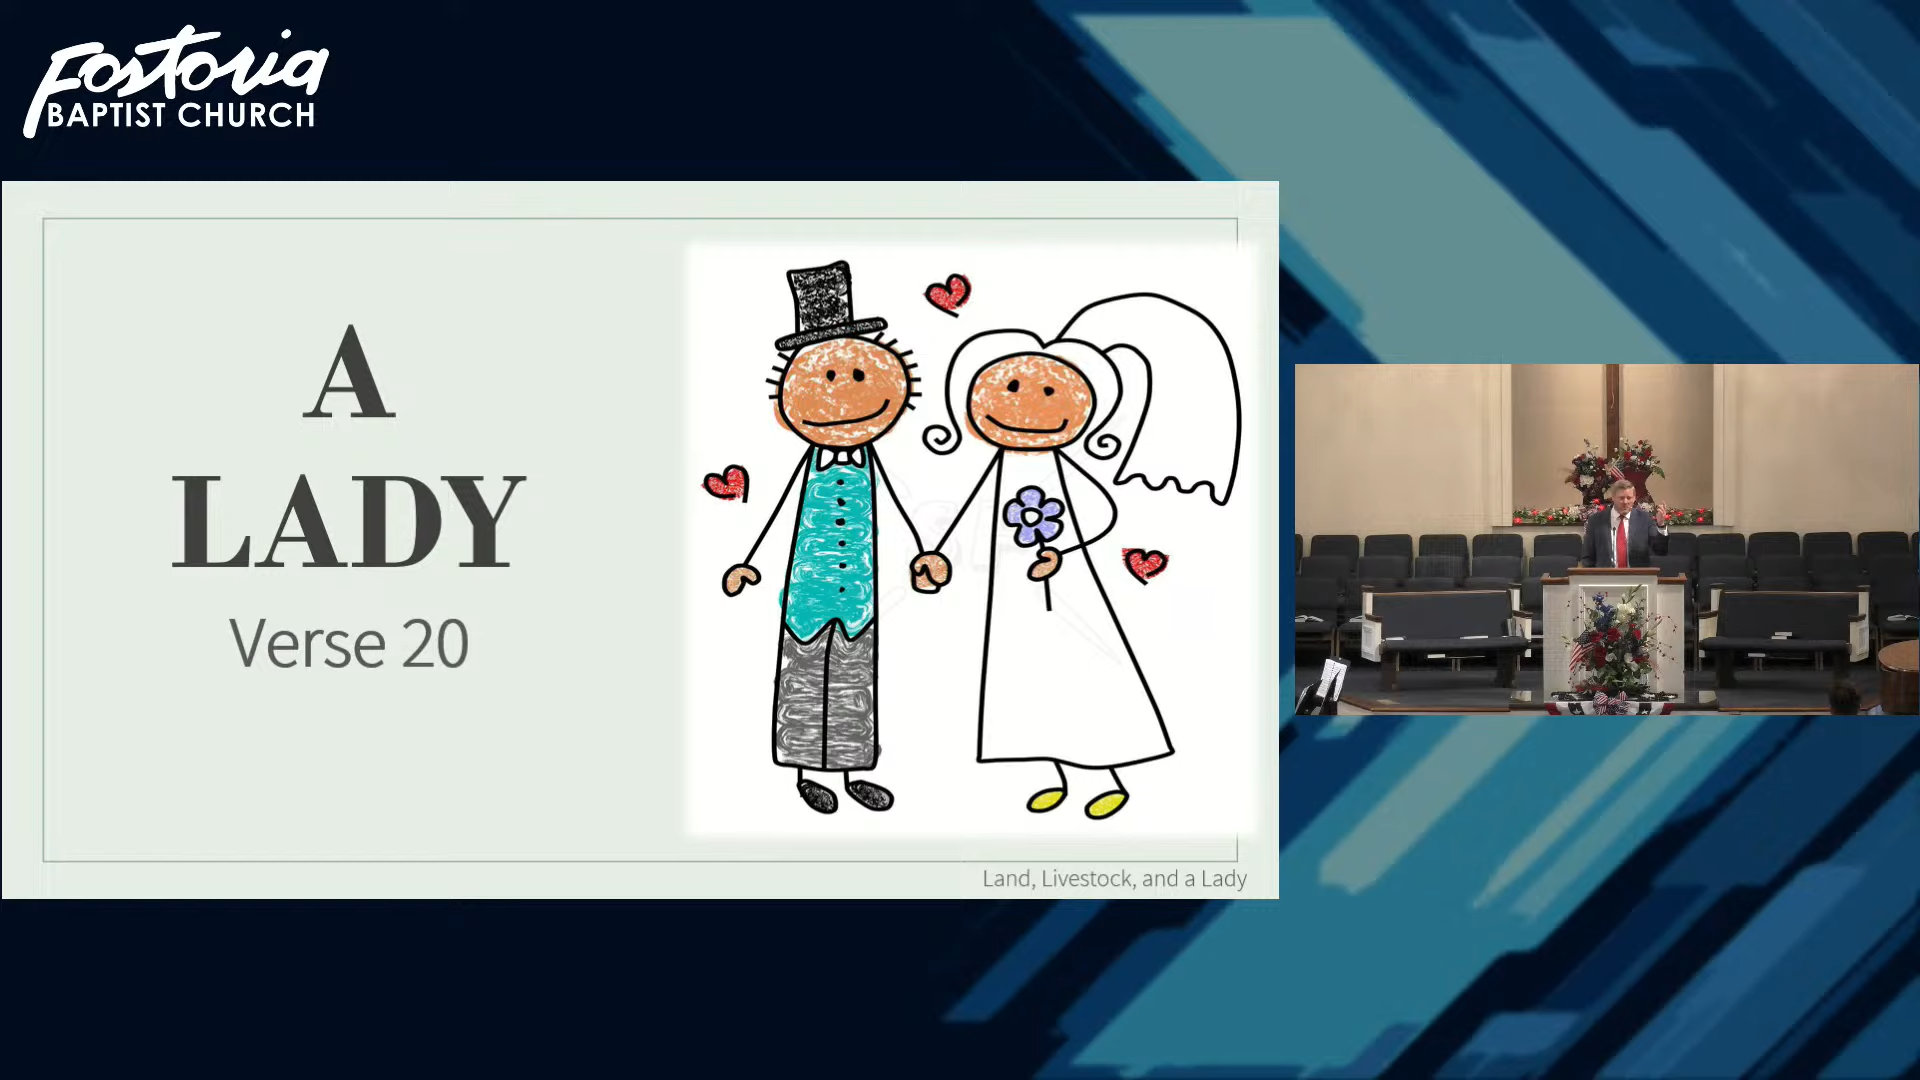 Fostoria
BAPTIST CHURCH
A
LADY
Verse 20
Land, Livestock, and a Lady